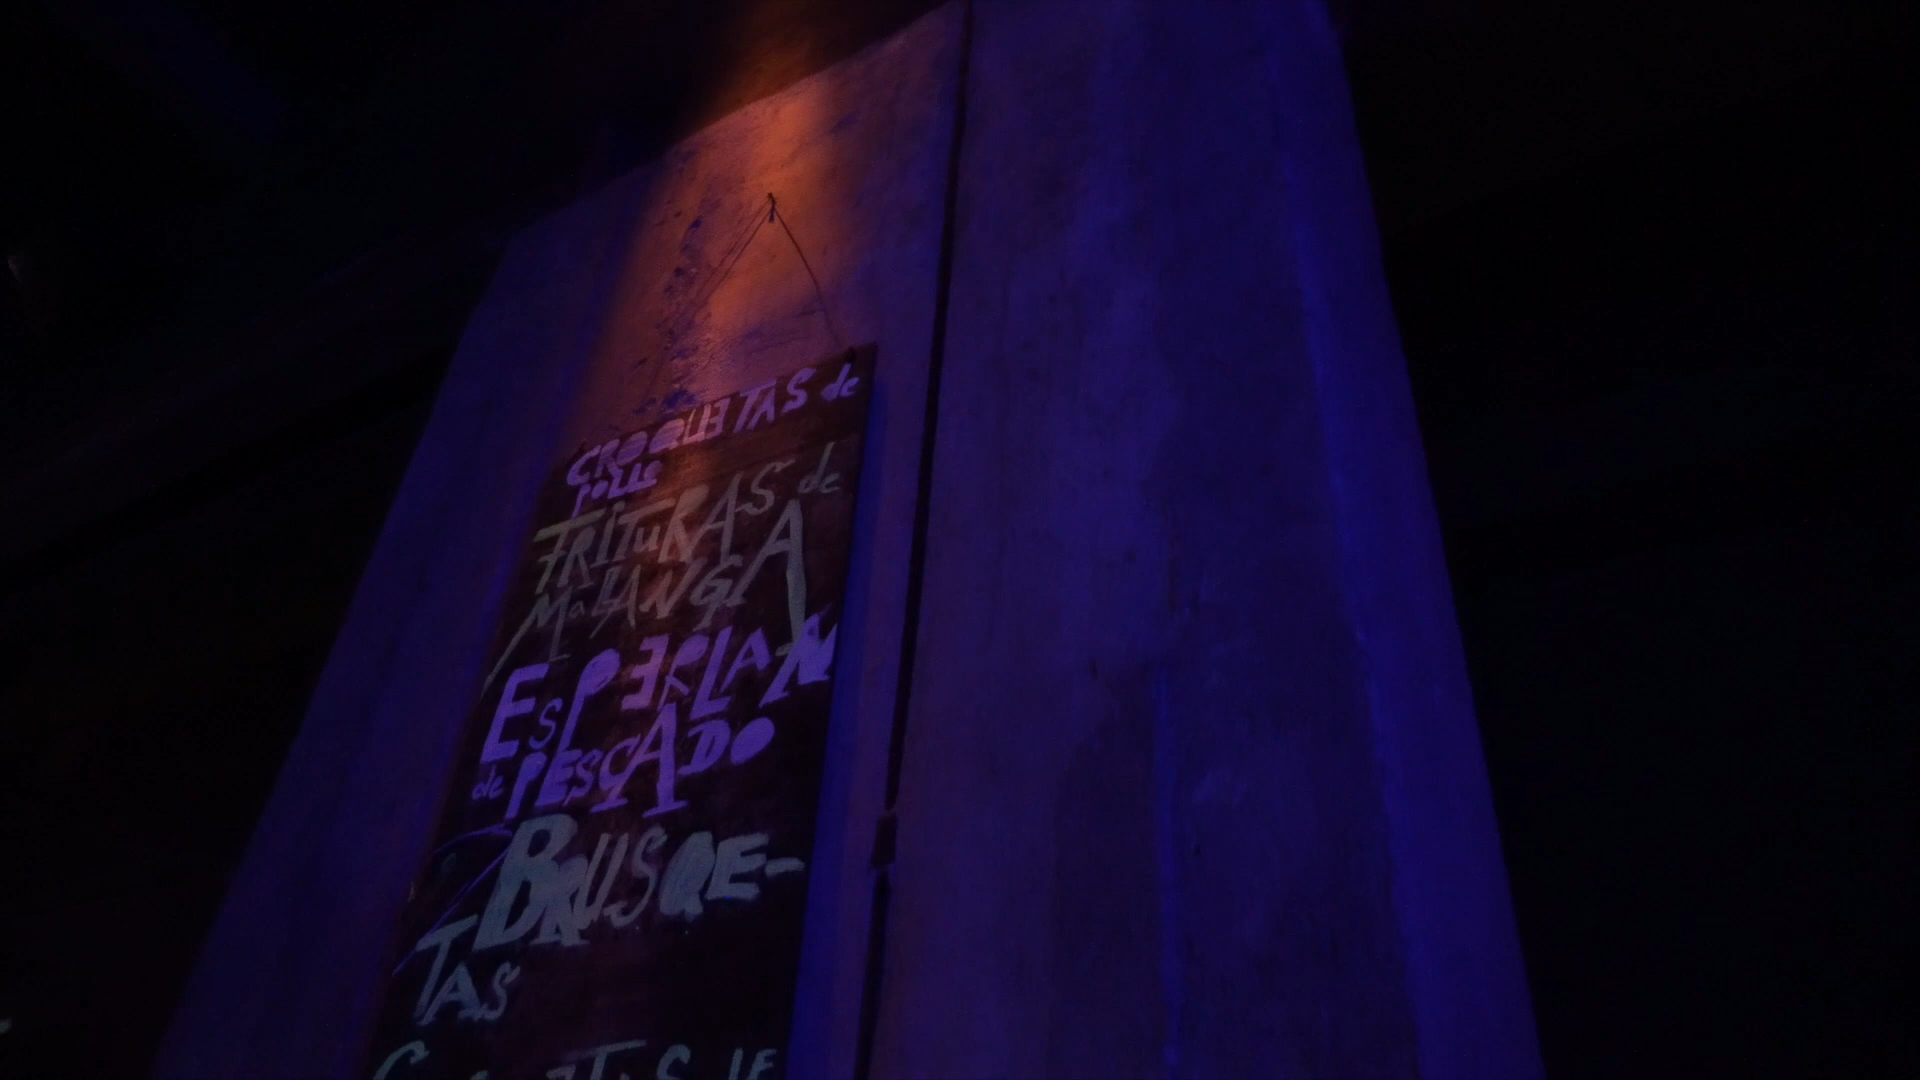 CROQUETAS de
POLLO
FRITURAS de
MaLANGA
EsPERLAN
de PESCADO
BRUSQE-
TAS